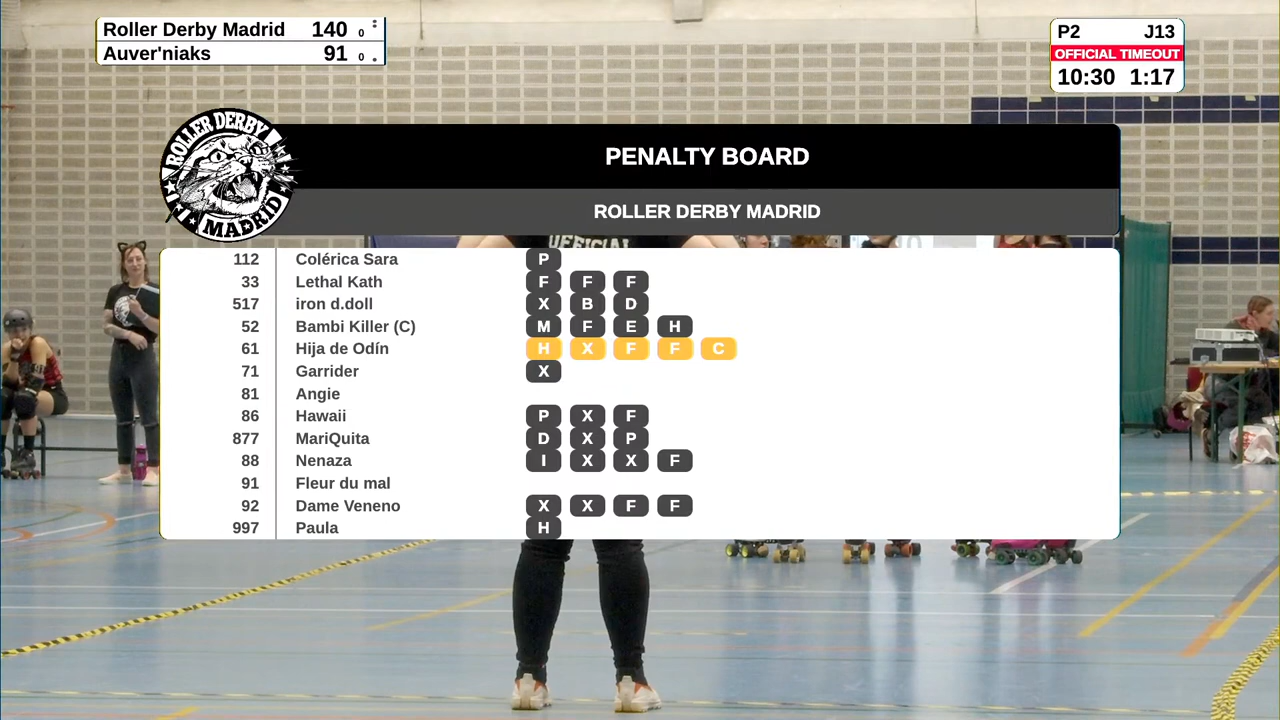 Roller Derby Madrid 140 0
Auver'niaks 91 0
P2 J13
OFFICIAL TIMEOUT
10:30 1:17
ROLLER DERBY
MADRID
PENALTY BOARD
ROLLER DERBY MADRID
OFFICIAL
112 Colérica Sara P
33 Lethal Kath F F F
517 iron d.doll X B D
52 Bambi Killer (C) M F E H
61 Hija de Odín H X F F C
71 Garrider X
81 Angie
86 Hawaii P X F
877 MariQuita D X P
88 Nenaza I X X F
91 Fleur du mal
92 Dame Veneno X X F F
997 Paula H